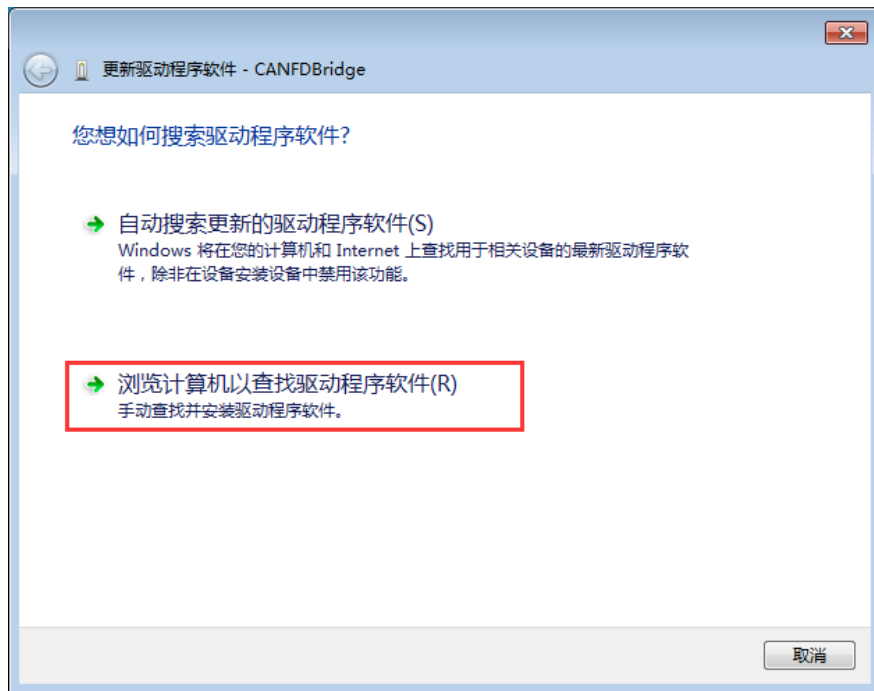 更新驱动程序软件 - CANFDBridge
您想如何搜索驱动程序软件?
自动搜索更新的驱动程序软件(S)
Windows 将在您的计算机和 Internet 上查找用于相关设备的最新驱动程序软
件，除非在设备安装设备中禁用该功能。
浏览计算机以查找驱动程序软件(R)
手动查找并安装驱动程序软件。
取消